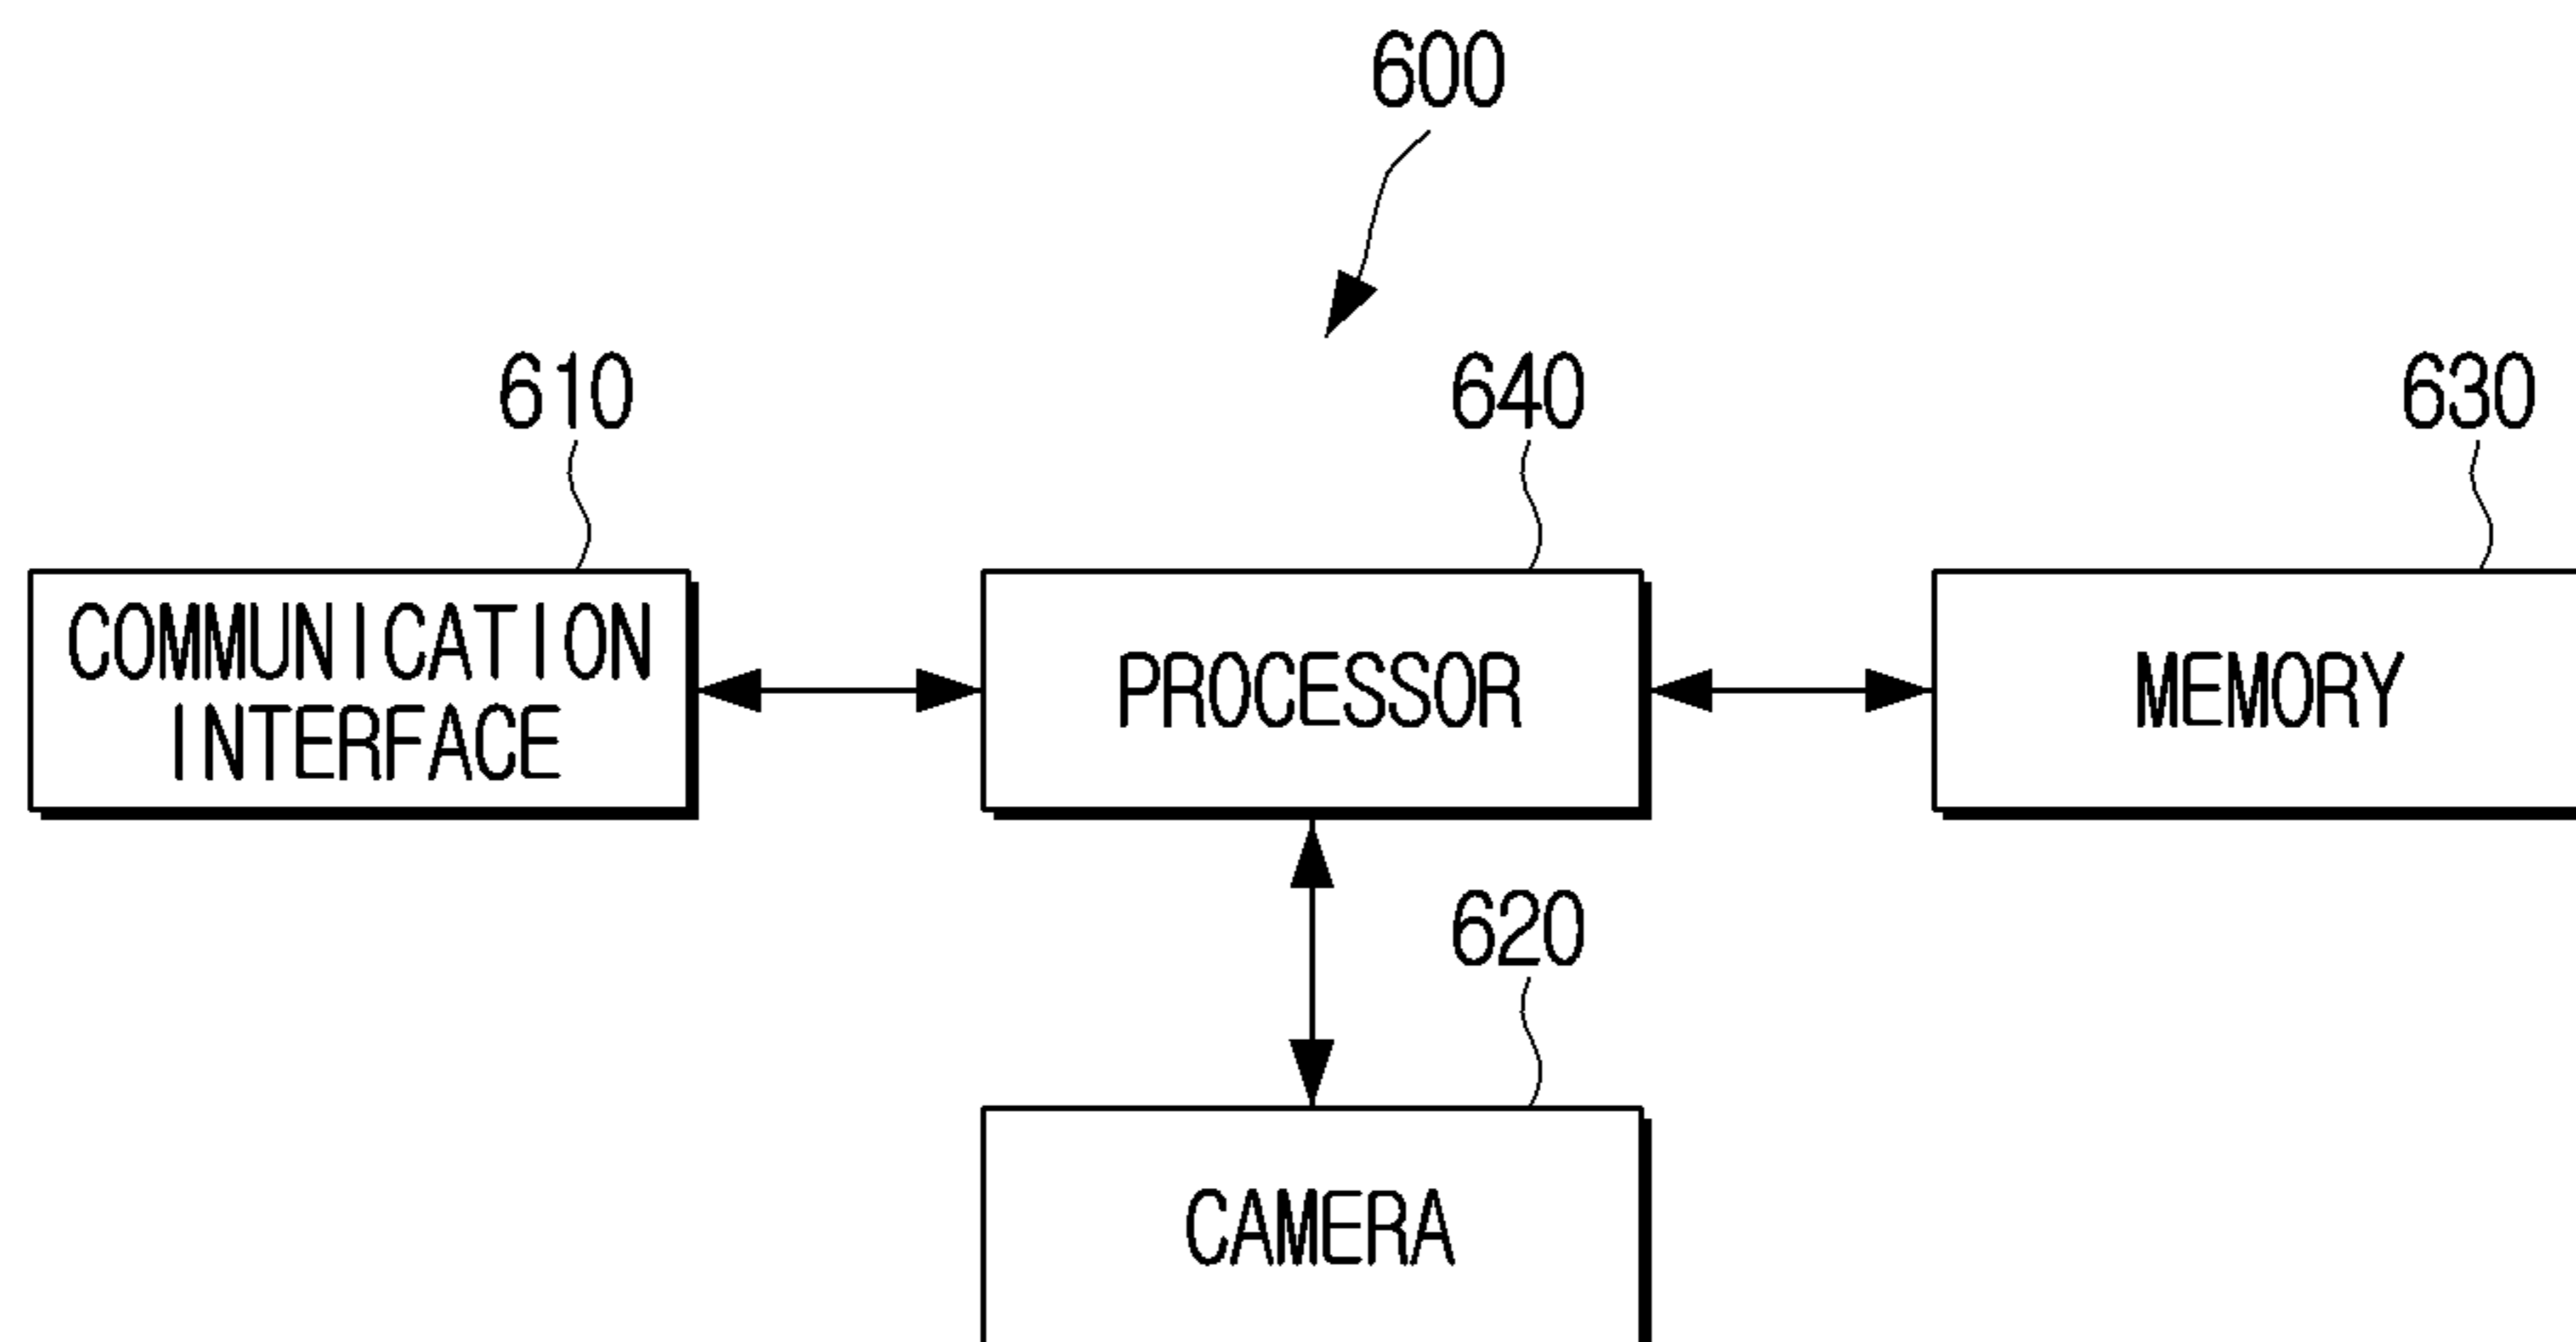 600
610
640
630
COMMUNICATION
INTERFACE
PROCESSOR
MEMORY
620
CAMERA